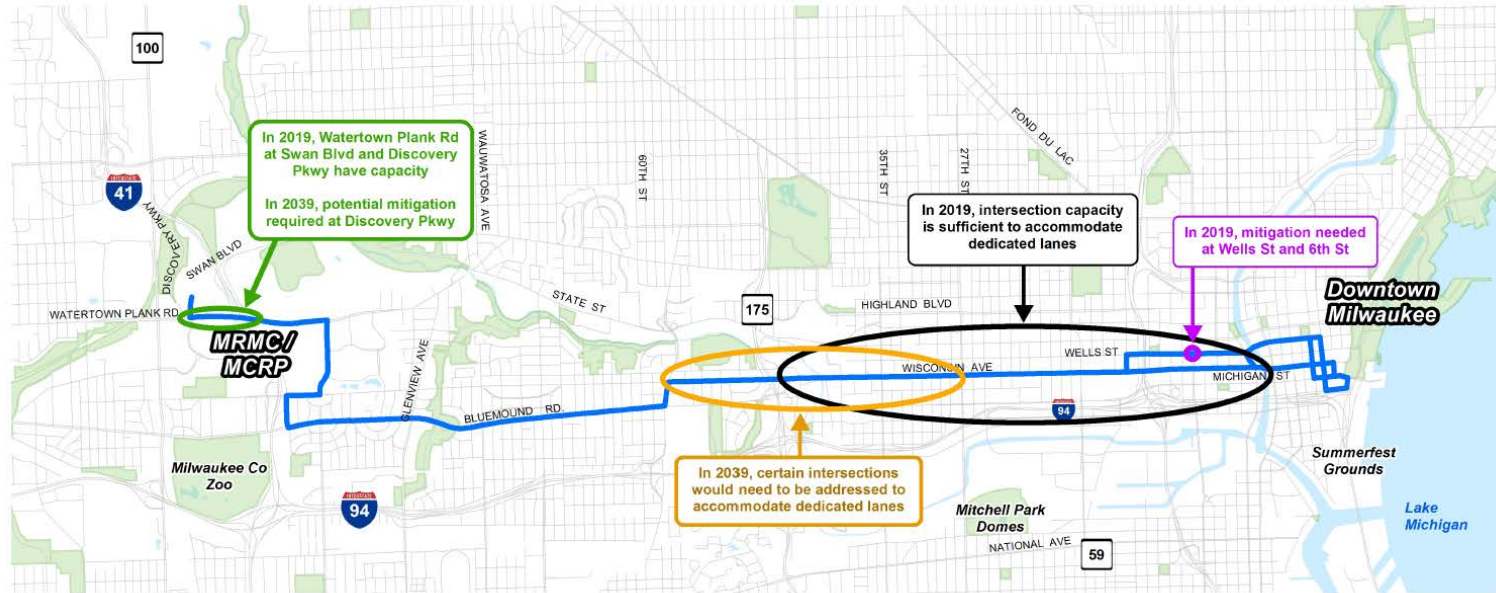 100
FOND DU LAC
In 2019, Watertown Plank Rd
at Swan Blvd and Discovery
Pkwy have capacity
In 2039, potential mitigation
required at Discovery Pkwy
WAUWATOSA AVE
60TH ST
35TH ST
27TH ST
INTERSTATE
41
DISCOVERY PKWY
SWAN BLVD
In 2019, intersection capacity
is sufficient to accommodate
dedicated lanes
In 2019, mitigation needed
at Wells St and 6th St
WATERTOWN PLANK RD.
STATE ST
175
HIGHLAND BLVD
Downtown
Milwaukee
MRMC /
MCRP
WELLS ST
WISCONSIN AVE
MICHIGAN ST
GLENVIEW AVE
BLUEMOUND RD.
94
Milwaukee Co
Zoo
In 2039, certain intersections
would need to be addressed to
accommodate dedicated lanes
Summerfest
Grounds
INTERSTATE
94
Mitchell Park
Domes
Lake
Michigan
NATIONAL AVE
59